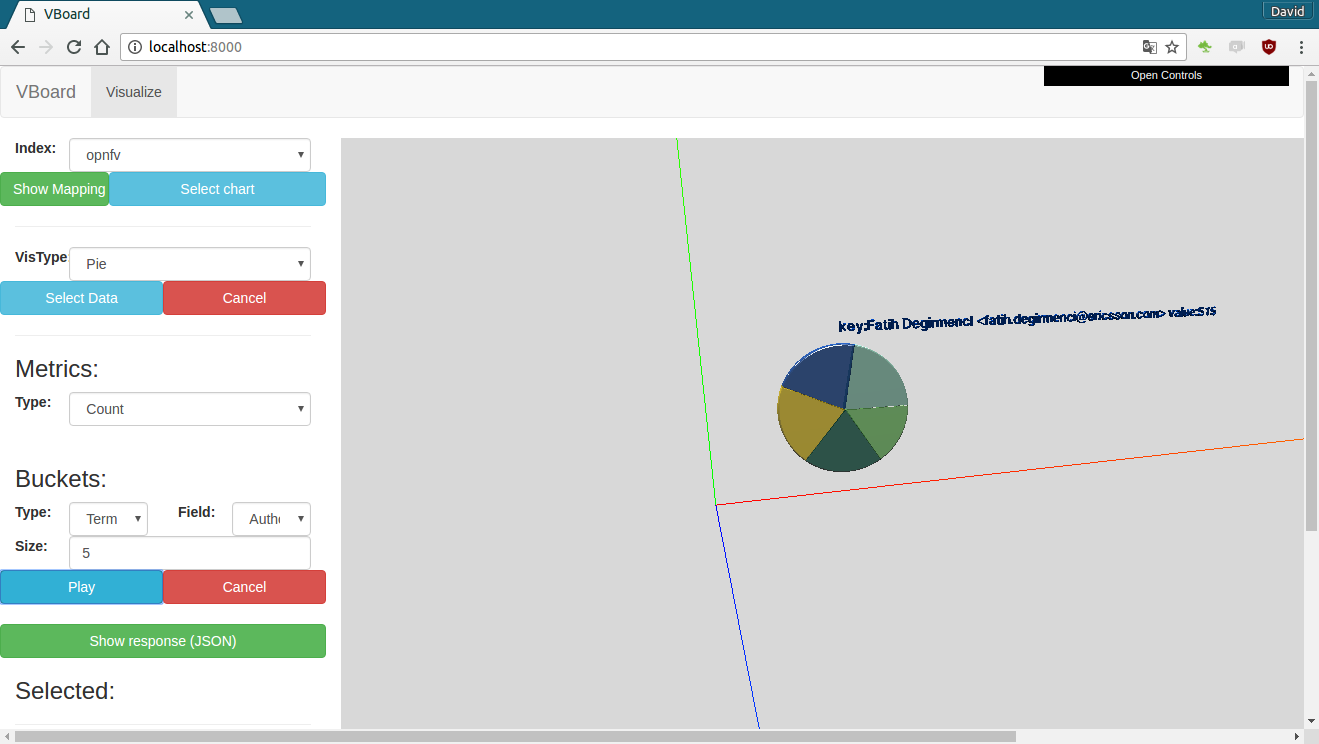 VBoard
David
localhost:8000
VBoard
Visualize
Open Controls
Index:
opnfv
Show Mapping
Select chart
VisType
Pie
Select Data
Cancel
Metrics:
Type:
Count
Buckets:
Type:
Term
Field:
Autho
Size:
5
Play
Cancel
Show response (JSON)
Selected:
key:Fatih Degirmenci <fatih.degirmenci@ericsson.com> value:515